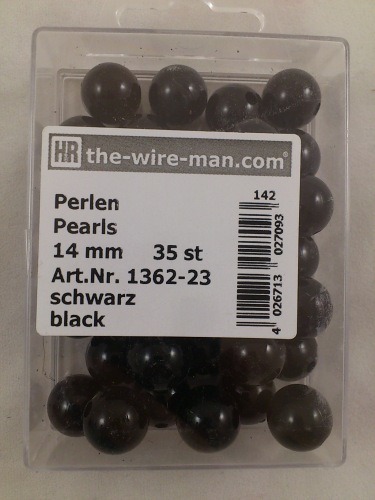 H&R the-wire-man.com®
Perlen
Pearls
14 mm 35 st
Art.Nr. 1362-23
schwarz
black
142
4 026713 027093